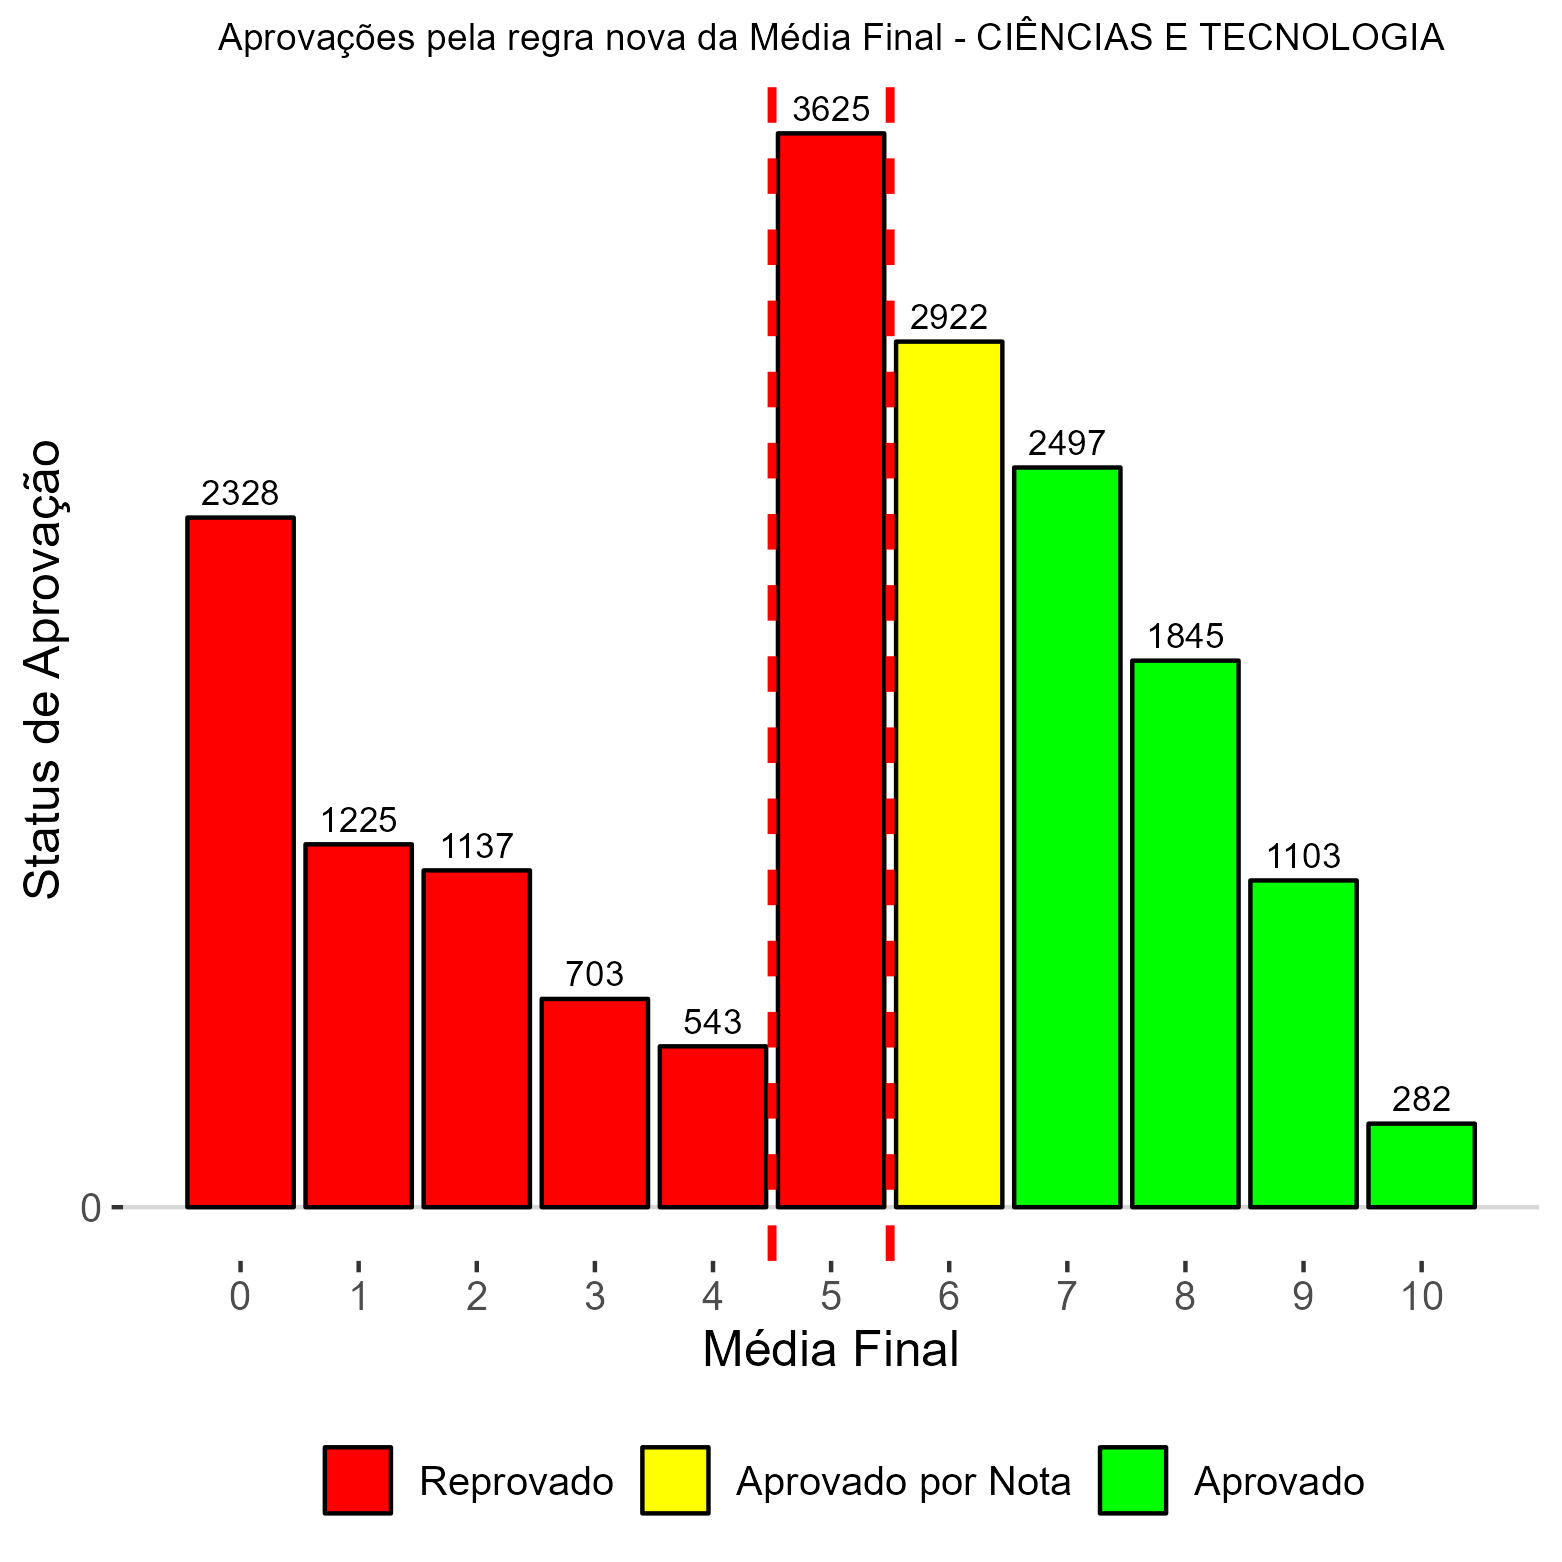 Aprovações pela regra nova da Média Final - CIÊNCIAS E TECNOLOGIA
3625
2922
2497
2328
1845
1225
1137
1103
703
543
282
Status de Aprovação
0
0 1 2 3 4 5 6 7 8 9 10
Média Final
Reprovado Aprovado por Nota Aprovado